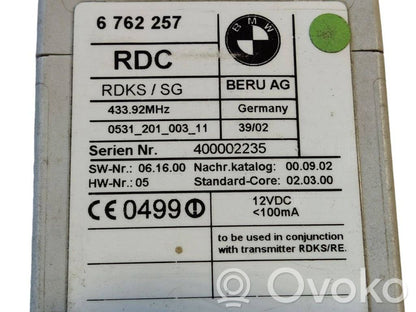 6 762 257
BMW
RDC
RDKS / SG
BERU AG
433.92MHz
Germany
0531_201_003_11
39/02
Serien Nr. 400002235
SW-Nr.: 06.16.00 Nachr.katalog: 00.09.02
HW-Nr.: 05 Standard-Core: 02.03.00
CE 0499
12VDC
<100mA
to be used in conjunction
with transmitter RDKS/RE.
Ovoko